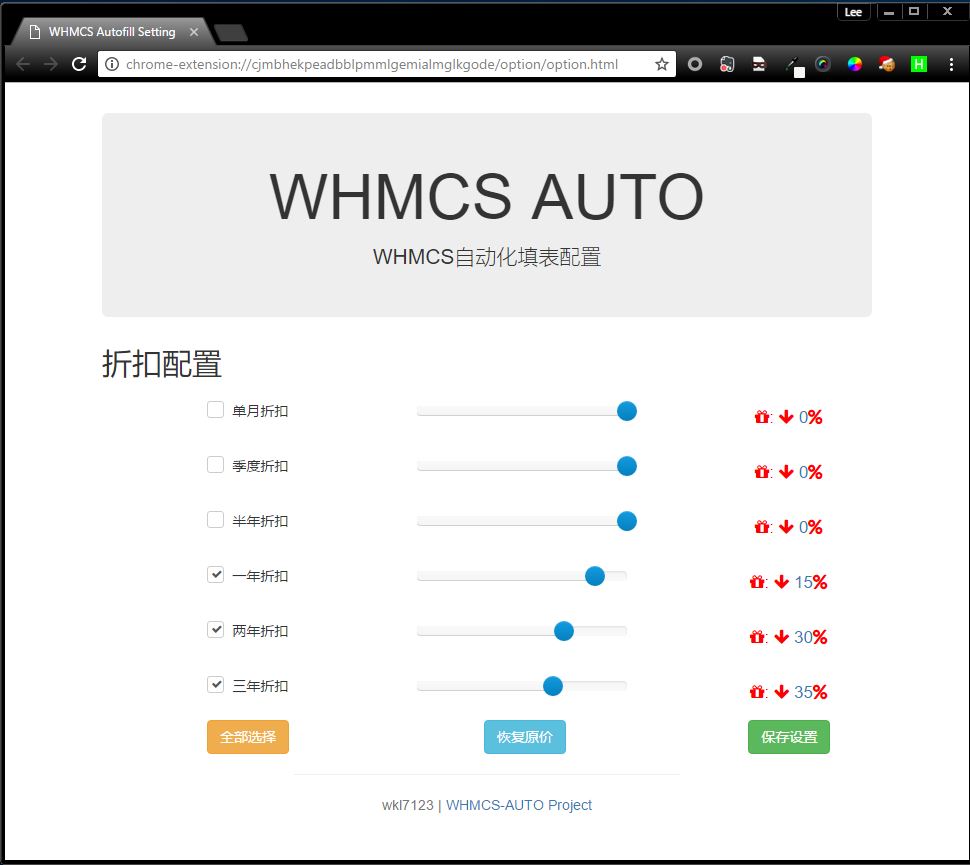 Lee
WHMCS Autofill Setting
chrome-extension://cjmbhekpeadbblpmmlgemialmglkgode/option/option.html
H
WHMCS AUTO
WHMCS自动化填表配置
折扣配置
单月折扣 : 0%
季度折扣 : 0%
半年折扣 : 0%
一年折扣 : 15%
两年折扣 : 30%
三年折扣 : 35%
全部选择 恢复原价 保存设置
wkl7123 | WHMCS-AUTO Project